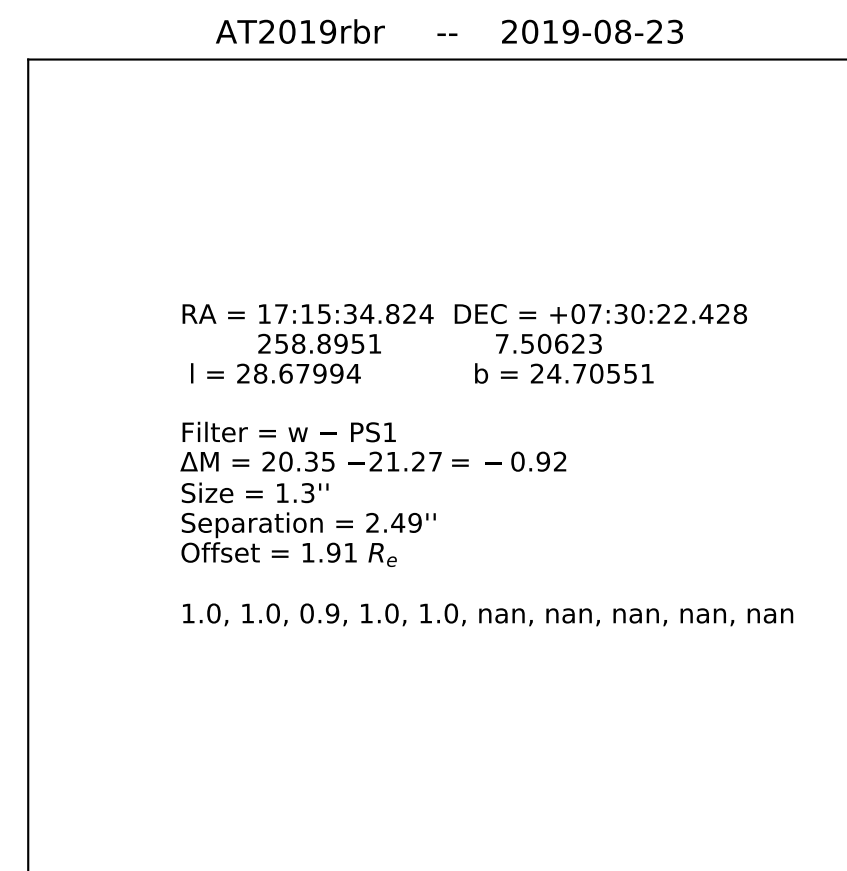 AT2019rbr -- 2019-08-23
RA = 17:15:34.824 DEC = +07:30:22.428
258.8951 7.50623
l = 28.67994 b = 24.70551
Filter = w − PS1
ΔM = 20.35 −21.27 = − 0.92
Size = 1.3''
Separation = 2.49''
Offset = 1.91 Rₑ
1.0, 1.0, 0.9, 1.0, 1.0, nan, nan, nan, nan, nan